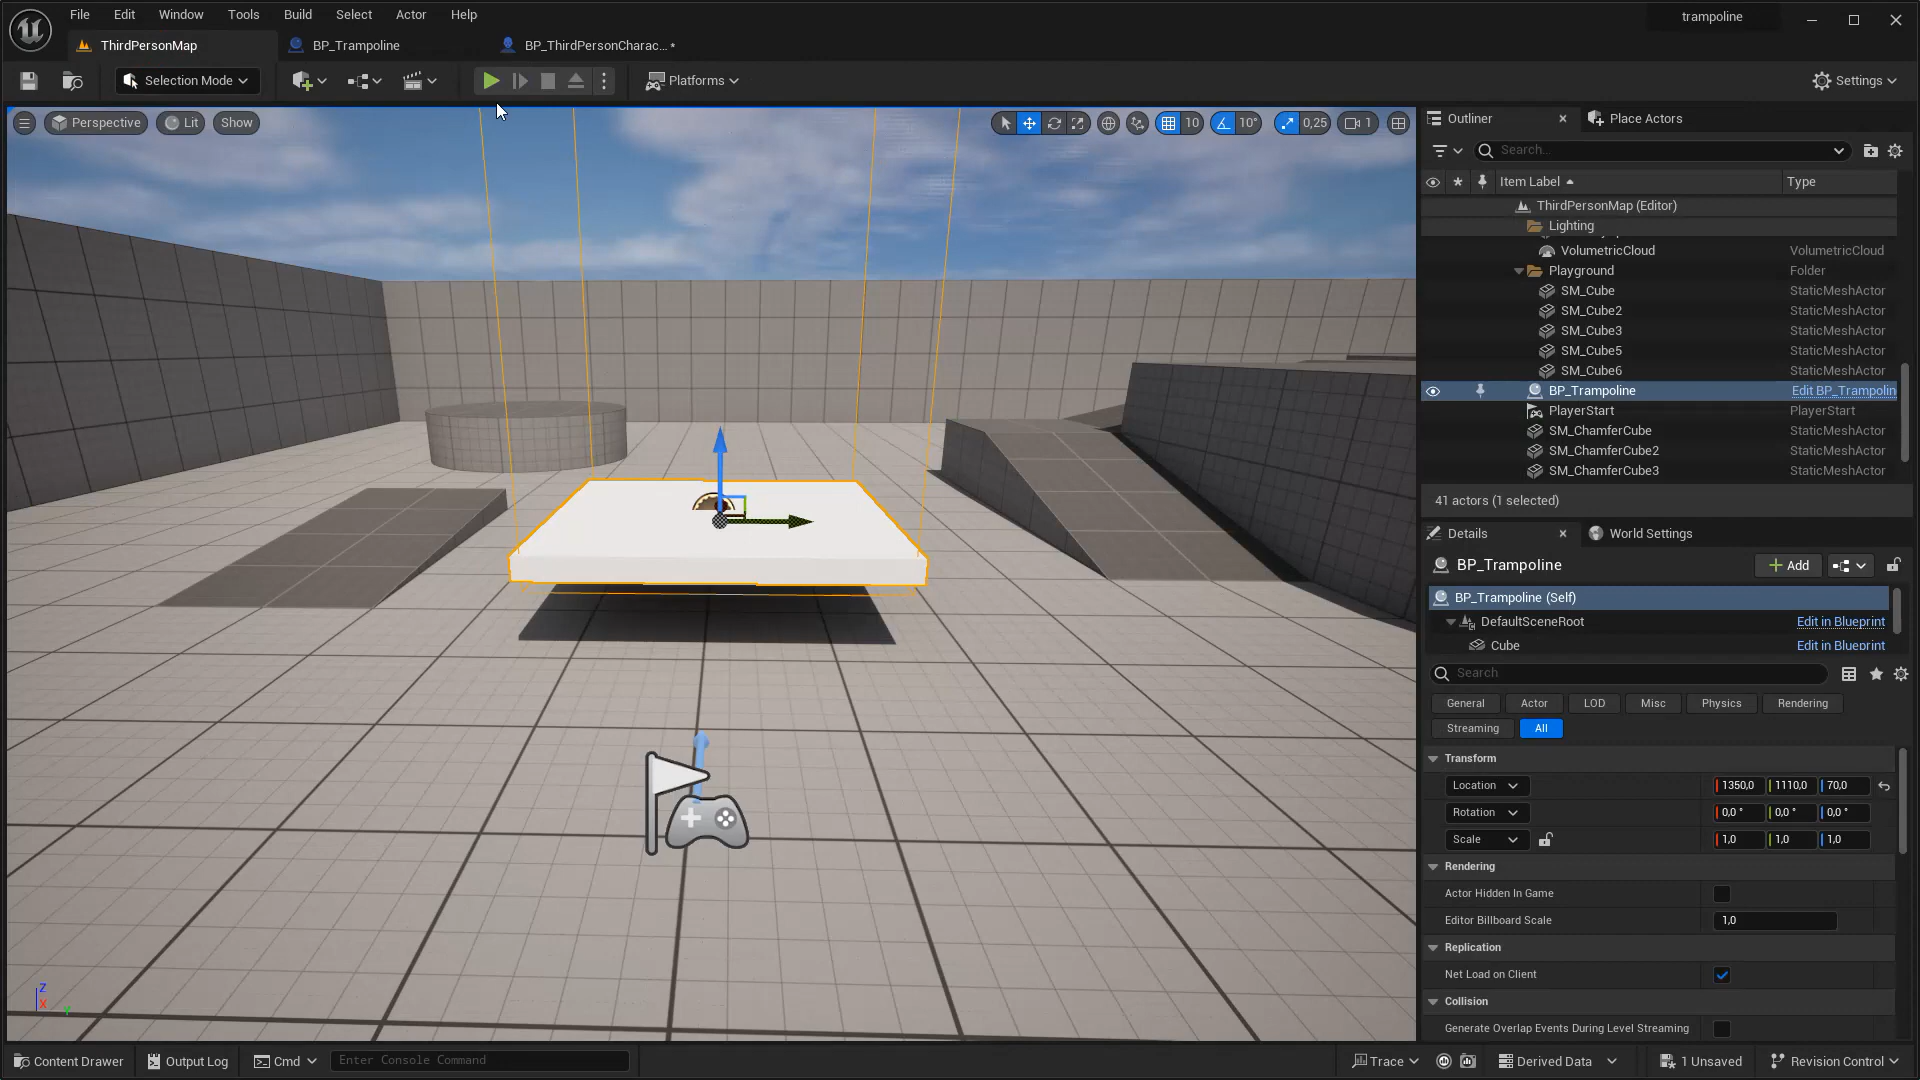 File Edit Window Tools Build Select Actor Help
trampoline
ThirdPersonMap
BP_Trampoline
BP_ThirdPersonCharac... *
Selection Mode
Platforms
Settings
Perspective
Lit
Show
10
10°
0,25
1
Outliner
Place Actors
Search...
Item Label
Type
ThirdPersonMap (Editor)
Lighting
VolumetricCloud VolumetricCloud
Playground Folder
SM_Cube StaticMeshActor
SM_Cube2 StaticMeshActor
SM_Cube3 StaticMeshActor
SM_Cube5 StaticMeshActor
SM_Cube6 StaticMeshActor
BP_Trampoline Edit BP_Trampolin
PlayerStart PlayerStart
SM_ChamferCube StaticMeshActor
SM_ChamferCube2 StaticMeshActor
SM_ChamferCube3 StaticMeshActor
41 actors (1 selected)
Details
World Settings
BP_Trampoline
Add
BP_Trampoline (Self)
DefaultSceneRoot Edit in Blueprint
Cube Edit in Blueprint
Search
General Actor LOD Misc Physics Rendering
Streaming All
Transform
Location 1350,0 1110,0 70,0
Rotation 0,0 ° 0,0 ° 0,0 °
Scale 1,0 1,0 1,0
Rendering
Actor Hidden In Game
Editor Billboard Scale 1,0
Replication
Net Load on Client
Collision
Generate Overlap Events During Level Streaming
Z
X
Y
Content Drawer
Output Log
Cmd
Enter Console Command
Trace
Derived Data
1 Unsaved
Revision Control